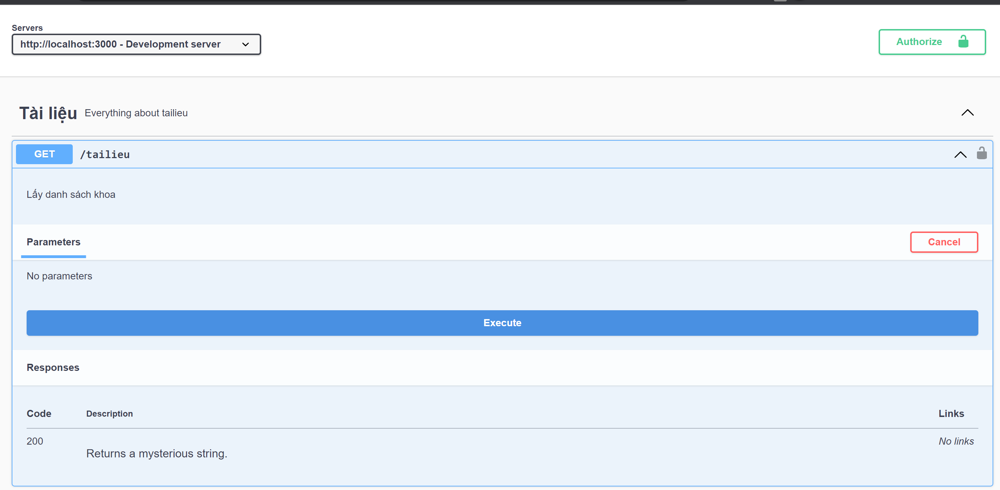 Servers
http://localhost:3000 - Development server
Authorize
Tài liệu Everything about tailieu
GET /tailieu
Lấy danh sách khoa
Parameters
Cancel
No parameters
Execute
Responses
Code Description Links
200 No links
Returns a mysterious string.